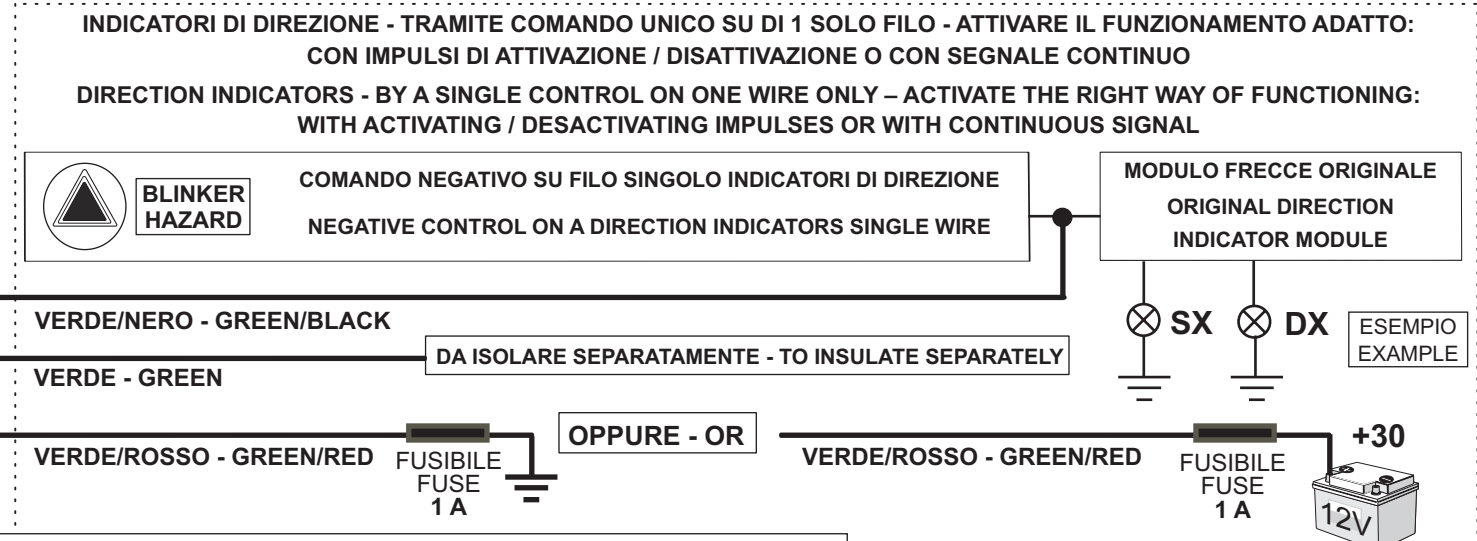 INDICATORI DI DIREZIONE - TRAMITE COMANDO UNICO SU DI 1 SOLO FILO - ATTIVARE IL FUNZIONAMENTO ADATTO:
CON IMPULSI DI ATTIVAZIONE / DISATTIVAZIONE O CON SEGNALE CONTINUO
DIRECTION INDICATORS - BY A SINGLE CONTROL ON ONE WIRE ONLY – ACTIVATE THE RIGHT WAY OF FUNCTIONING:
WITH ACTIVATING / DESACTIVATING IMPULSES OR WITH CONTINUOUS SIGNAL
BLINKER
HAZARD
COMANDO NEGATIVO SU FILO SINGOLO INDICATORI DI DIREZIONE
NEGATIVE CONTROL ON A DIRECTION INDICATORS SINGLE WIRE
MODULO FRECCE ORIGINALE
ORIGINAL DIRECTION
INDICATOR MODULE
VERDE/NERO - GREEN/BLACK
SX
DX
ESEMPIO
EXAMPLE
DA ISOLARE SEPARATAMENTE - TO INSULATE SEPARATELY
VERDE - GREEN
VERDE/ROSSO - GREEN/RED
FUSIBILE
FUSE
1 A
OPPURE - OR
VERDE/ROSSO - GREEN/RED
FUSIBILE
FUSE
1 A
+30
12V